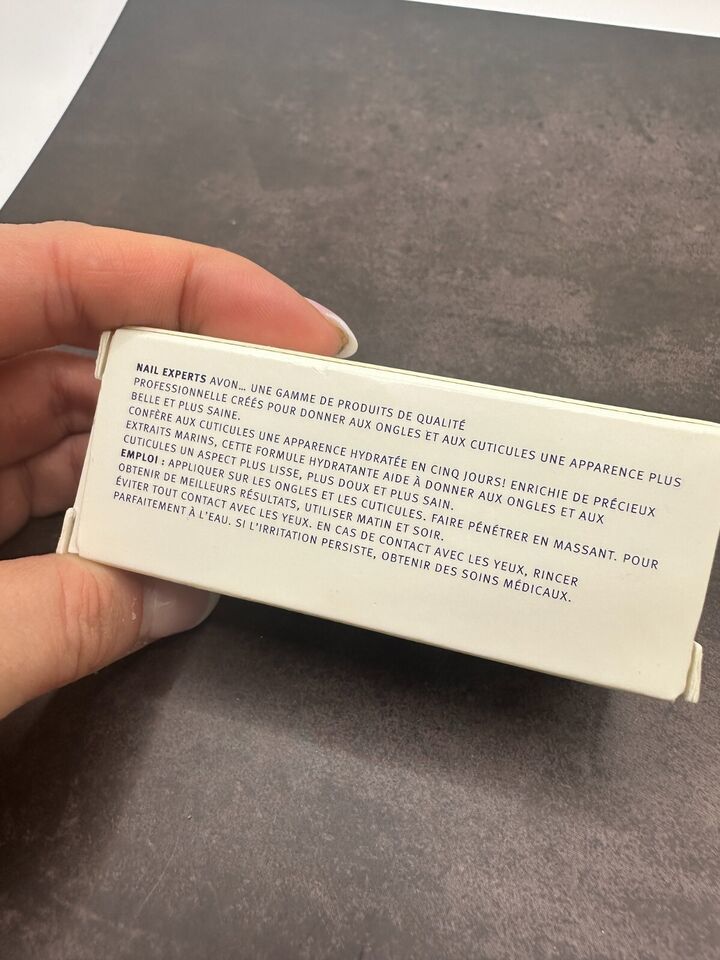 NAIL EXPERTS AVON... UNE GAMME DE PRODUITS DE QUALITÉ
PROFESSIONNELLE CRÉÉS POUR DONNER AUX ONGLES ET AUX CUTICULES UNE APPARENCE PLUS
BELLE ET PLUS SAINE.
CONFÈRE AUX CUTICULES UNE APPARENCE HYDRATÉE EN CINQ JOURS! ENRICHIE DE PRÉCIEUX
EXTRAITS MARINS, CETTE FORMULE HYDRATANTE AIDE À DONNER AUX ONGLES ET AUX
CUTICULES UN ASPECT PLUS LISSE, PLUS DOUX ET PLUS SAIN.
EMPLOI : APPLIQUER SUR LES ONGLES ET LES CUTICULES. FAIRE PÉNÉTRER EN MASSANT. POUR
OBTENIR DE MEILLEURS RÉSULTATS, UTILISER MATIN ET SOIR.
ÉVITER TOUT CONTACT AVEC LES YEUX. EN CAS DE CONTACT AVEC LES YEUX, RINCER
PARFAITEMENT À L'EAU. SI L'IRRITATION PERSISTE, OBTENIR DES SOINS MÉDICAUX.